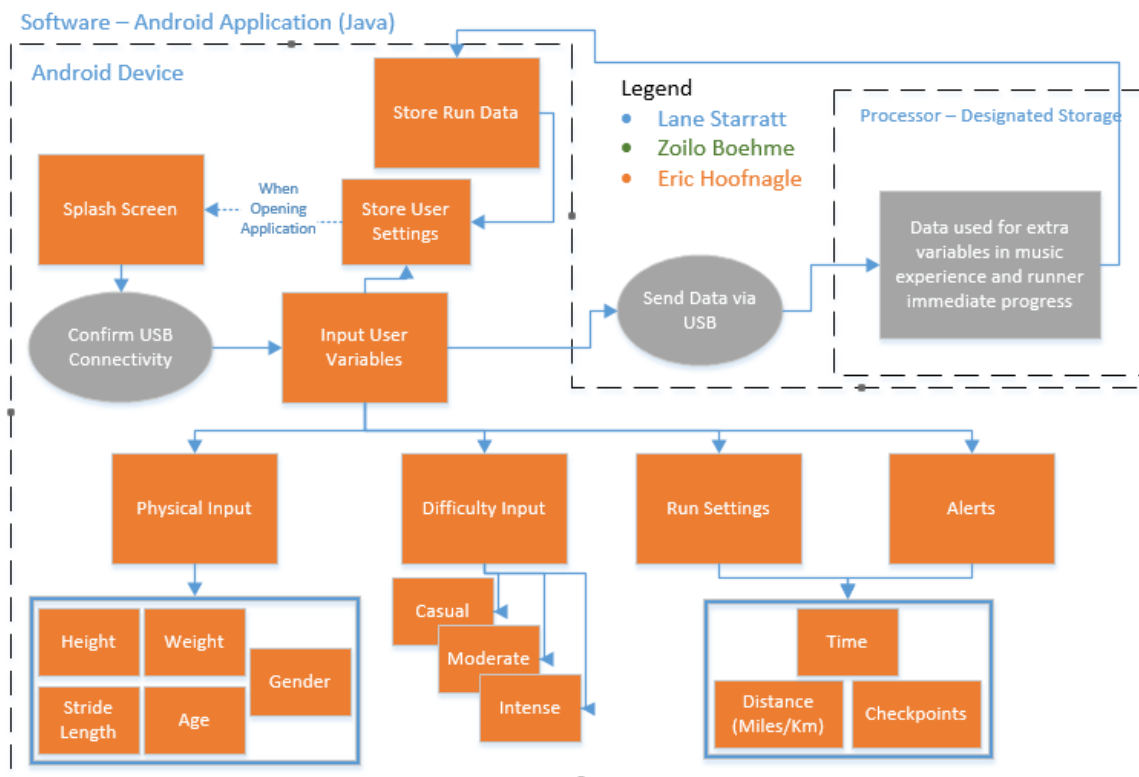 Software – Android Application (Java)
Android Device
Store Run Data
Legend
Lane Starratt
Zoilo Boehme
Eric Hoofnagle
Processor – Designated Storage
Splash Screen
When
Opening
Application
Store User
Settings
Data used for extra
variables in music
experience and runner
immediate progress
Send Data via
USB
Confirm USB
Connectivity
Input User
Variables
Physical Input
Difficulty Input
Run Settings
Alerts
Height
Weight
Gender
Stride
Length
Age
Casual
Moderate
Intense
Time
Distance
(Miles/Km)
Checkpoints